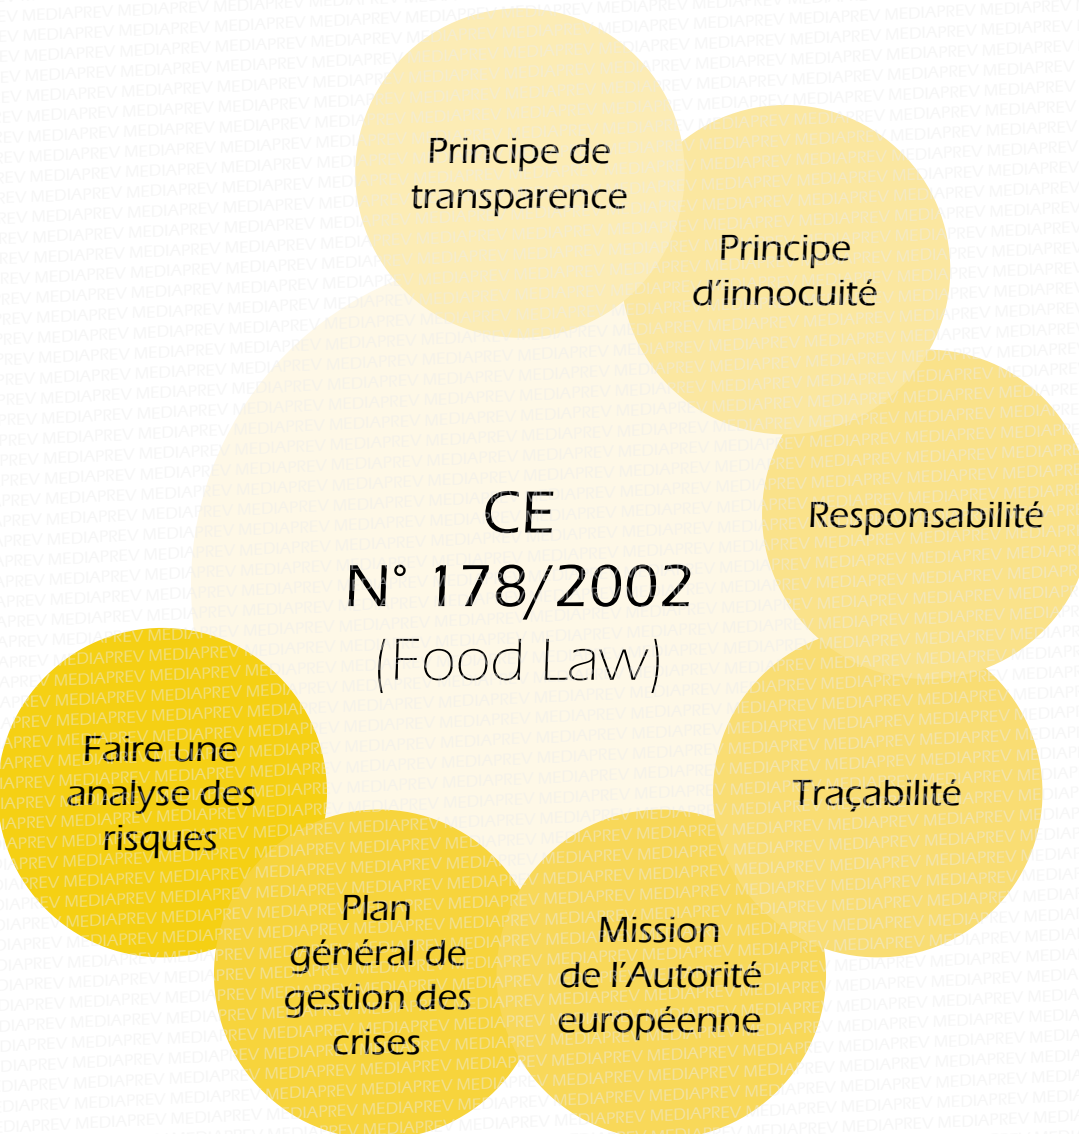 Principe de
transparence
Principe
d'innocuité
Responsabilité
CE
N° 178/2002
(Food Law)
Traçabilité
Faire une
analyse des
risques
Plan
général de
gestion des
crises
Mission
de l'Autorité
européenne
MEDIAPREV